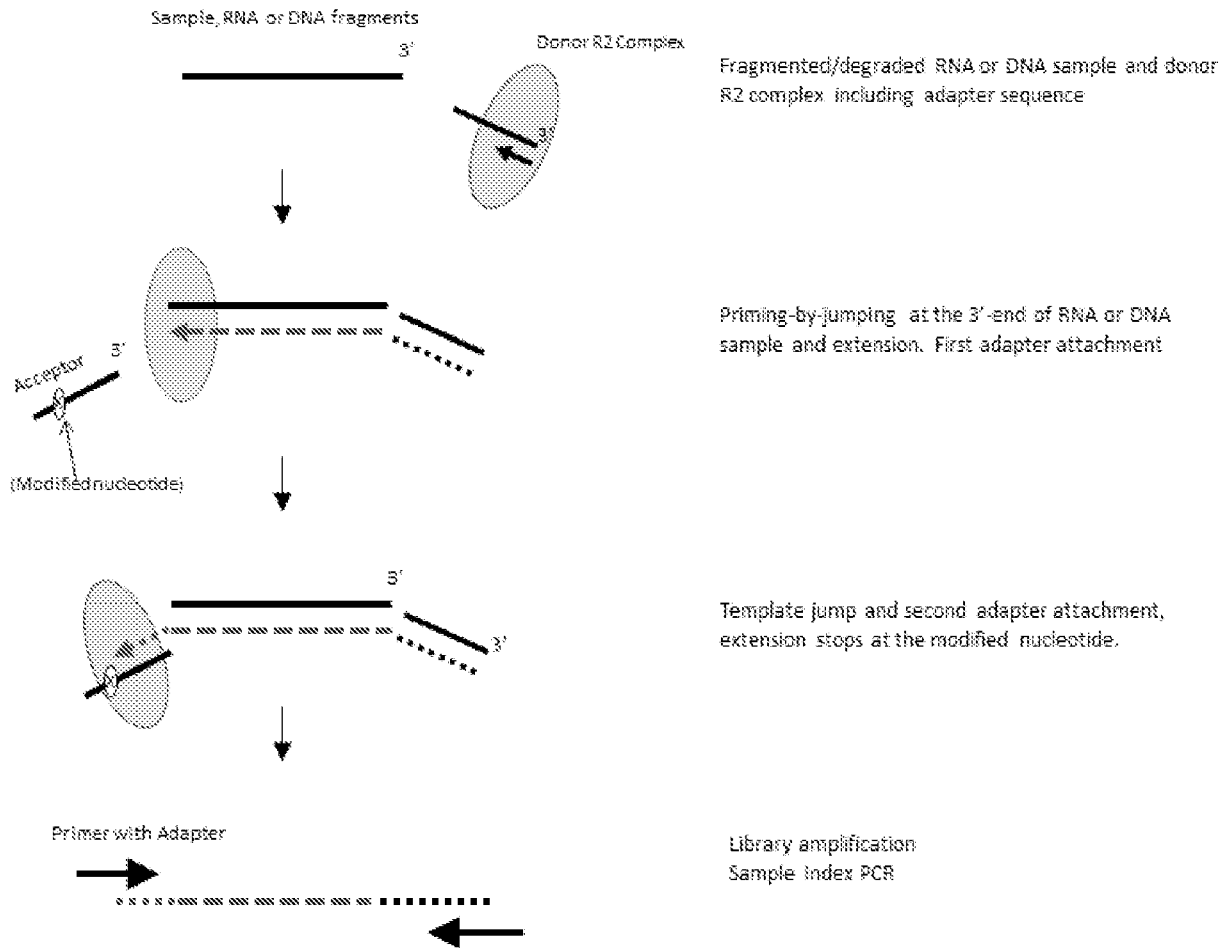 Sample, RNA or DNA fragments
3'
Donor R2 Complex
3'
Fragmented/degraded RNA or DNA sample and donor
R2 complex including adapter sequence
Acceptor
3'
(Modified nucleotide)
Priming-by-jumping at the 3'-end of RNA or DNA
sample and extension. First adapter attachment
3'
3'
Template jump and second adapter attachment,
extension stops at the modified nucleotide.
Primer with Adapter
Library amplification
Sample Index PCR